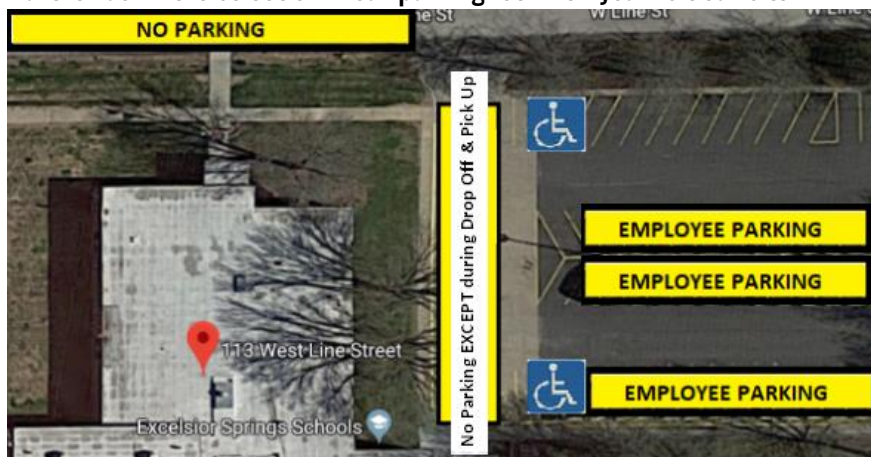 NO PARKING
W Line St
No Parking EXCEPT during Drop Off & Pick Up
EMPLOYEE PARKING
EMPLOYEE PARKING
113 West Line Street
EMPLOYEE PARKING
Excelsior Springs Schools